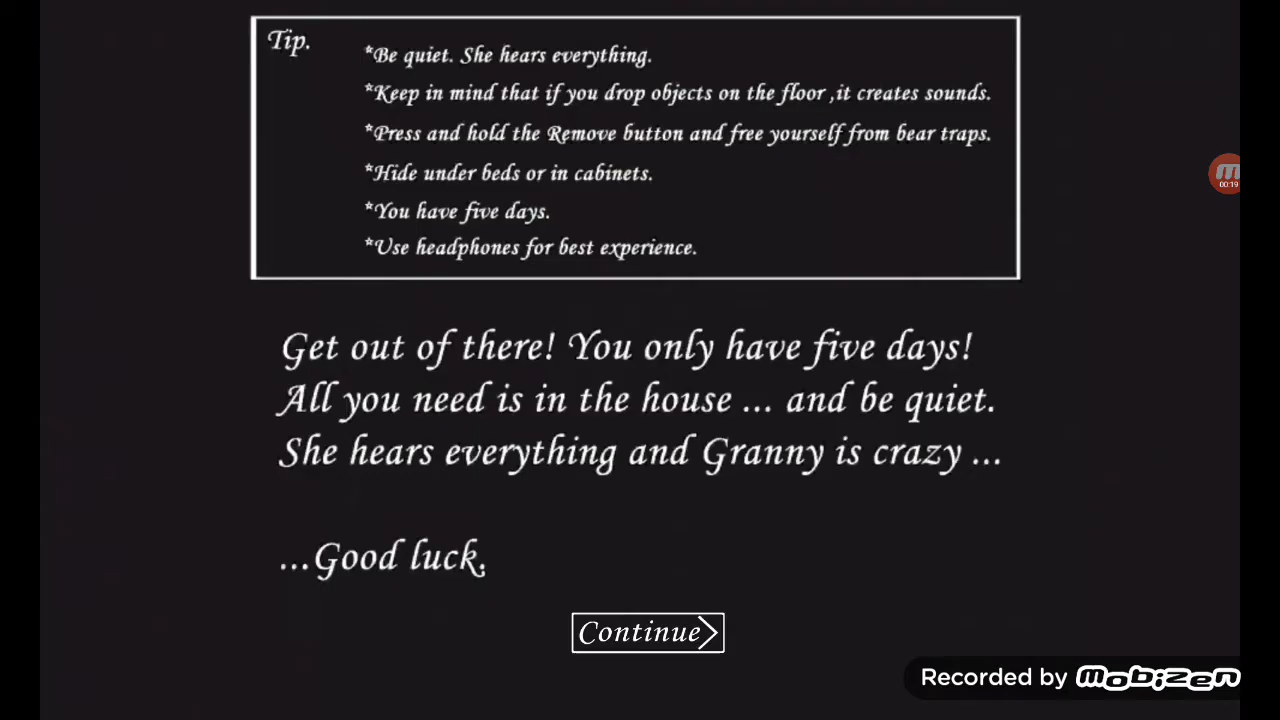 Tip.
*Be quiet. She hears everything.
*Keep in mind that if you drop objects on the floor ,it creates sounds.
*Press and hold the Remove button and free yourself from bear traps.
*Hide under beds or in cabinets.
*You have five days.
*Use headphones for best experience.
00:19
Get out of there! You only have five days!
All you need is in the house ... and be quiet.
She hears everything and Granny is crazy ...
...Good luck.
Continue
Recorded by mobizen